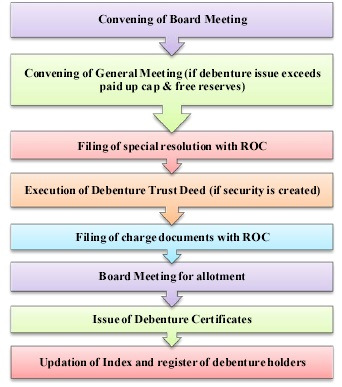 Convening of Board Meeting
Convening of General Meeting (if debenture issue exceeds
paid up cap & free reserves)
Filing of special resolution with ROC
Execution of Debenture Trust Deed (if security is created)
Filing of charge documents with ROC
Board Meeting for allotment
Issue of Debenture Certificates
Updation of Index and register of debenture holders